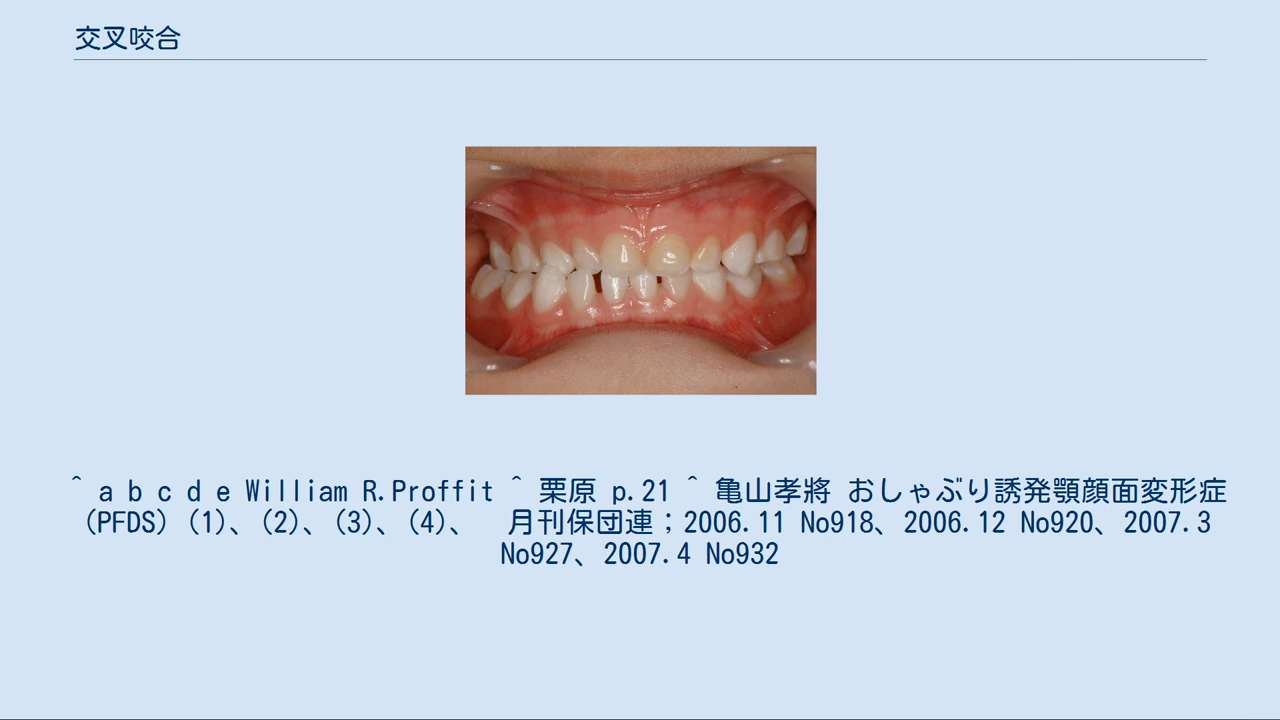 交叉咬合
^ a b c d e William R.Proffit ^ 栗原 p.21 ^ 亀山孝將 おしゃぶり誘発顎顔面変形症
(PFDS) (1)、(2)、(3)、(4)、 月刊保団連；2006.11 No918、2006.12 No920、2007.3
No927、2007.4 No932